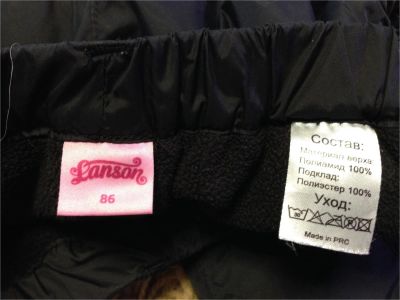 Lanson
86
Состав:
Материал верха:
Полиамид 100%
Подклад:
Полиэстер 100%
Уход:
Made in PRC